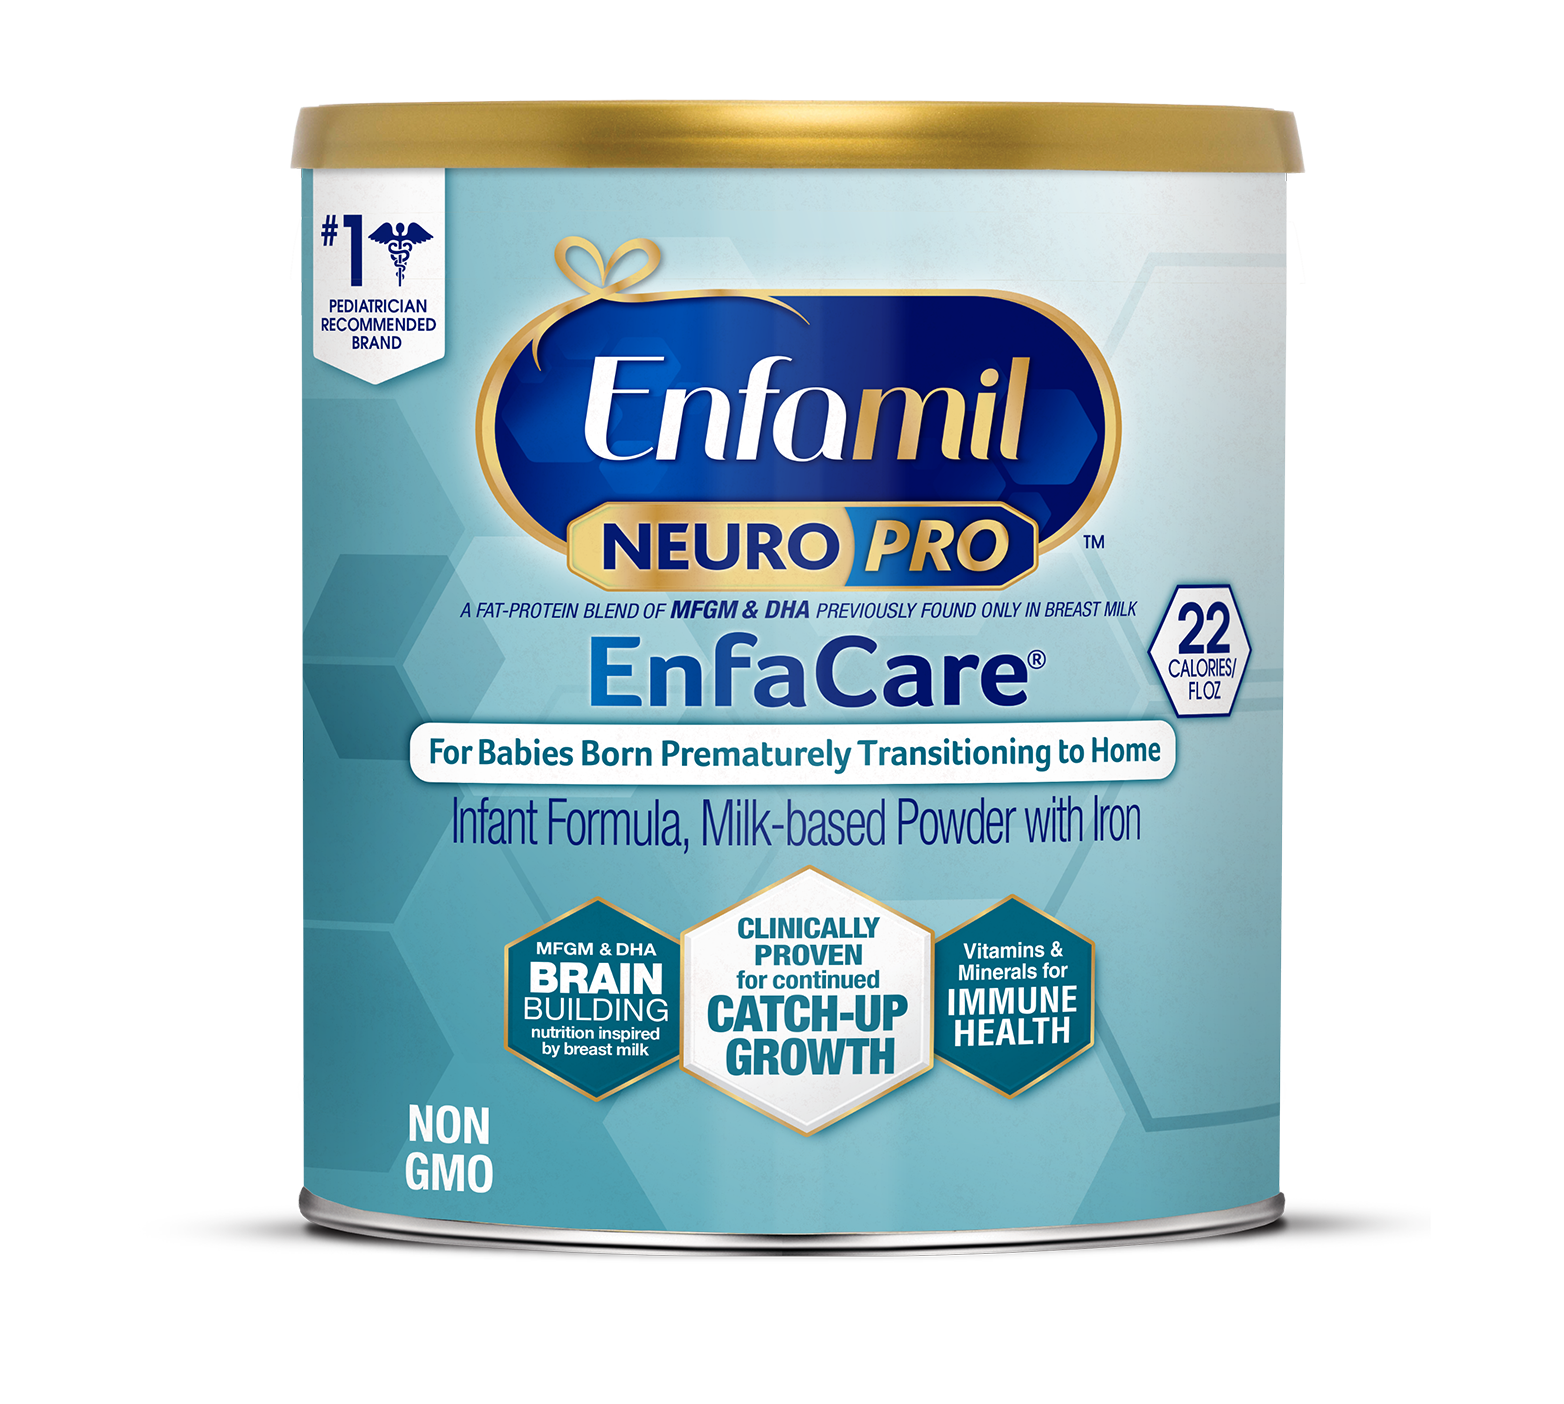 #1
PEDIATRICIAN
RECOMMENDED
BRAND
Enfamil
NEURO PRO ™
A FAT-PROTEIN BLEND OF MFGM & DHA PREVIOUSLY FOUND ONLY IN BREAST MILK
EnfaCare®
22
CALORIES/
FL OZ
For Babies Born Prematurely Transitioning to Home
Infant Formula, Milk-based Powder with Iron
MFGM & DHA
BRAIN
BUILDING
nutrition inspired
by breast milk
CLINICALLY
PROVEN
for continued
CATCH-UP
GROWTH
Vitamins &
Minerals for
IMMUNE
HEALTH
NON
GMO